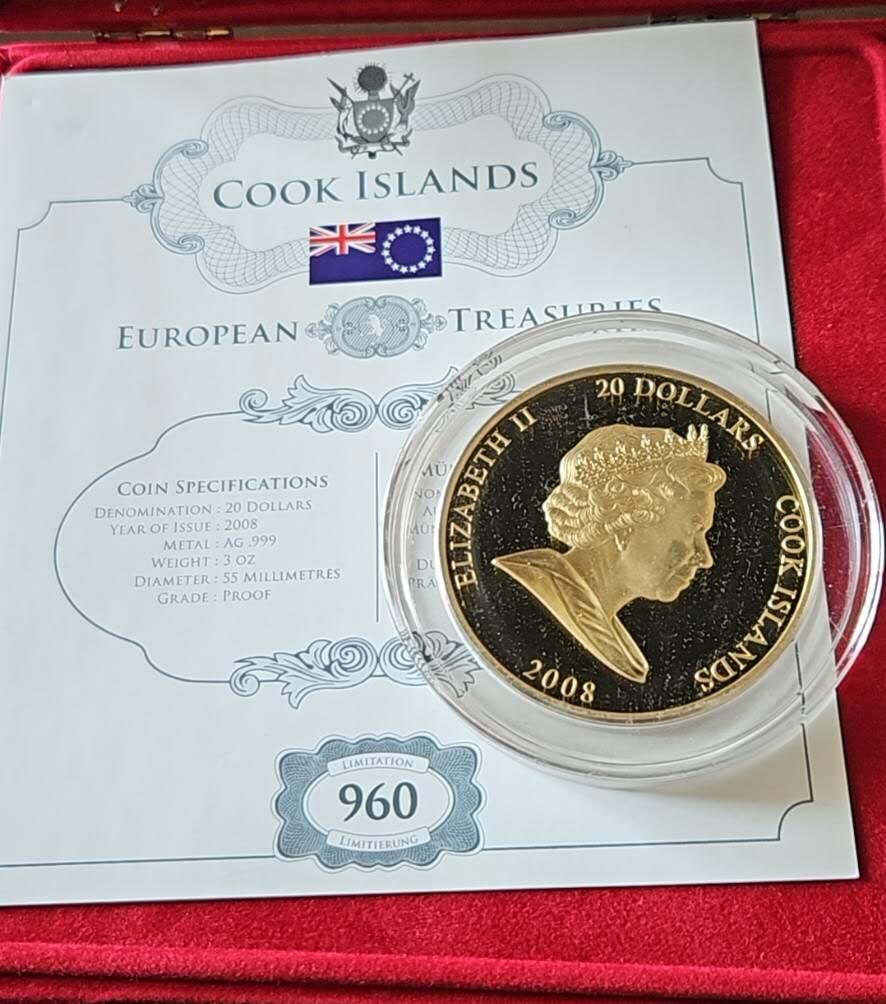 COOK ISLANDS
EUROPEAN TREASURIES
COIN SPECIFICATIONS
DENOMINATION : 20 DOLLARS
YEAR OF ISSUE : 2008
METAL : AG .999
WEIGHT : 3 OZ
DIAMETER : 55 MILLIMETRES
GRADE : PROOF
LIMITATION
960
LIMITIERUNG
ELIZABETH II
20 DOLLARS
COOK ISLANDS
2008